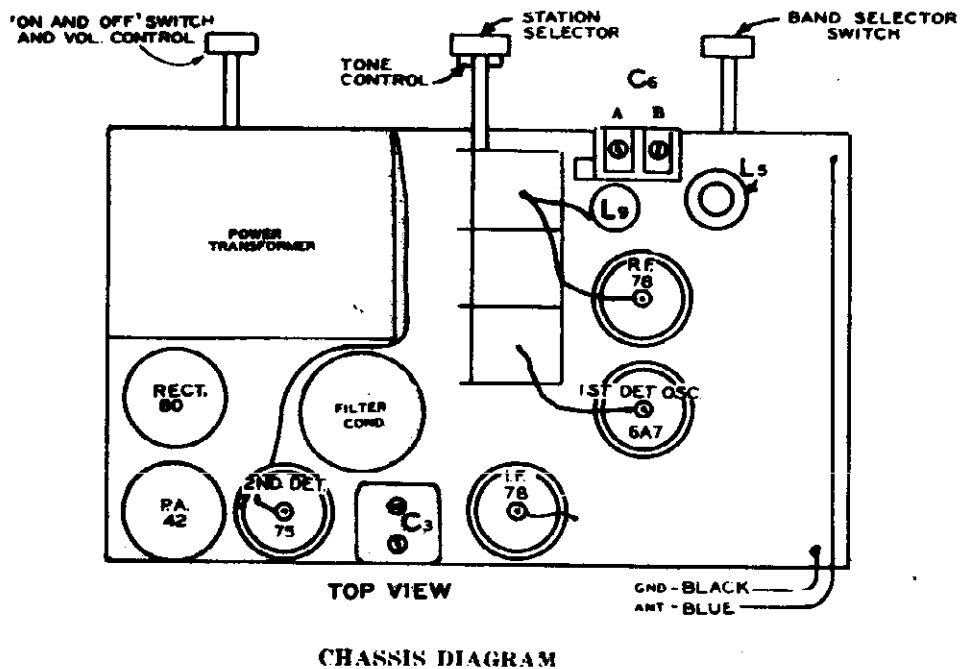 'ON AND OFF' SWITCH
AND VOL. CONTROL
STATION
SELECTOR
TONE
CONTROL
BAND SELECTOR
SWITCH
C6
A B
L5
L9
POWER
TRANSFORMER
R.F.
78
RECT.
80
FILTER
COND.
1ST DET OSC.
6A7
P.A.
42
2ND DET.
75
C3
I.F.
78
TOP VIEW
GND-BLACK
ANT-BLUE
CHASSIS DIAGRAM